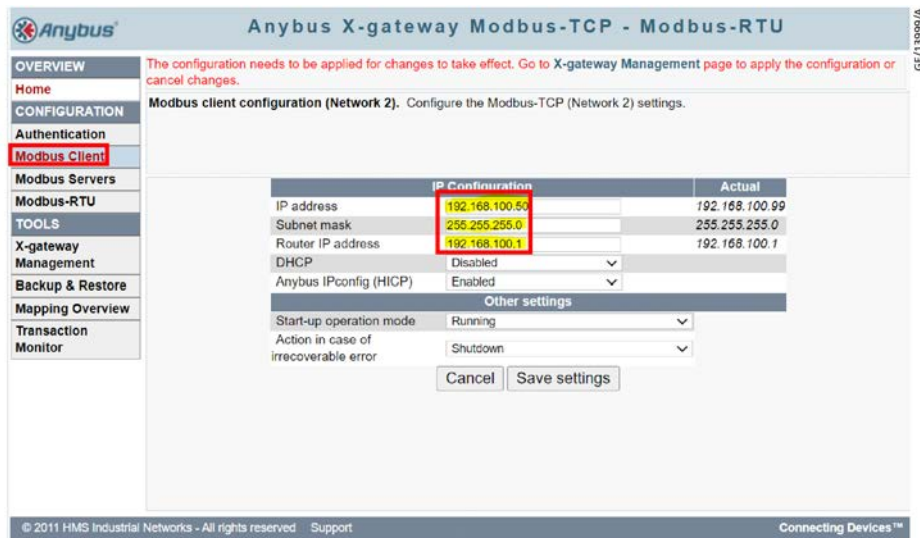 Anybus
Anybus X-gateway Modbus-TCP - Modbus-RTU
GF/13999/A
OVERVIEW
Home
CONFIGURATION
Authentication
Modbus Client
Modbus Servers
Modbus-RTU
TOOLS
X-gateway
Management
Backup & Restore
Mapping Overview
Transaction
Monitor
The configuration needs to be applied for changes to take effect. Go to X-gateway Management page to apply the configuration or
cancel changes.
Modbus client configuration (Network 2). Configure the Modbus-TCP (Network 2) settings.
IP Configuration Actual
IP address 192.168.100.50 192.168.100.99
Subnet mask 255.255.255.0 255.255.255.0
Router IP address 192.168.100.1 192.168.100.1
DHCP Disabled
Anybus IPconfig (HICP) Enabled
Other settings
Start-up operation mode Running
Action in case of
irrecoverable error Shutdown
Cancel Save settings
© 2011 HMS Industrial Networks - All rights reserved Support Connecting Devices™